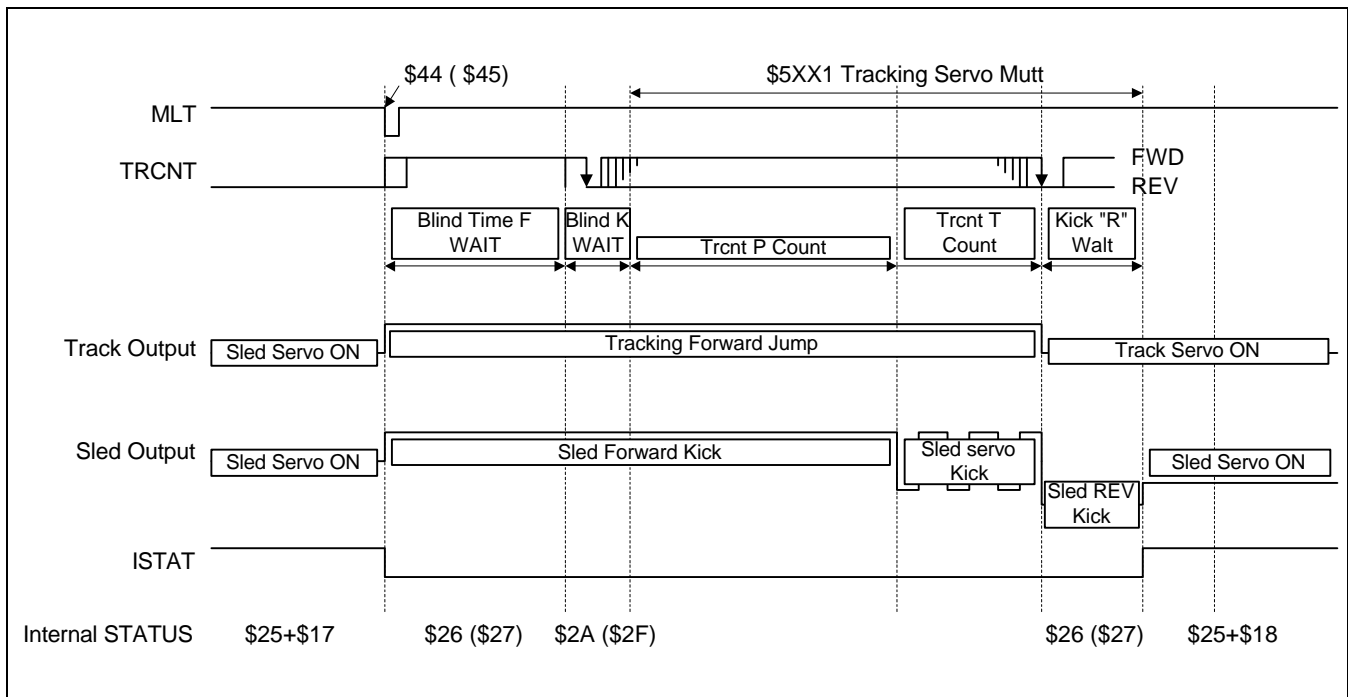 $44 ( $45)
$5XX1 Tracking Servo Mutt
MLT
TRCNT
FWD
REV
Blind Time F
WAIT
Blind K
WAIT
Trcnt P Count
Trcnt T
Count
Kick "R"
Walt
Track Output
Sled Servo ON
Tracking Forward Jump
Track Servo ON
Sled Output
Sled Servo ON
Sled Forward Kick
Sled servo
Kick
Sled REV
Kick
Sled Servo ON
ISTAT
Internal STATUS
$25+$17
$26 ($27)
$2A ($2F)
$26 ($27)
$25+$18